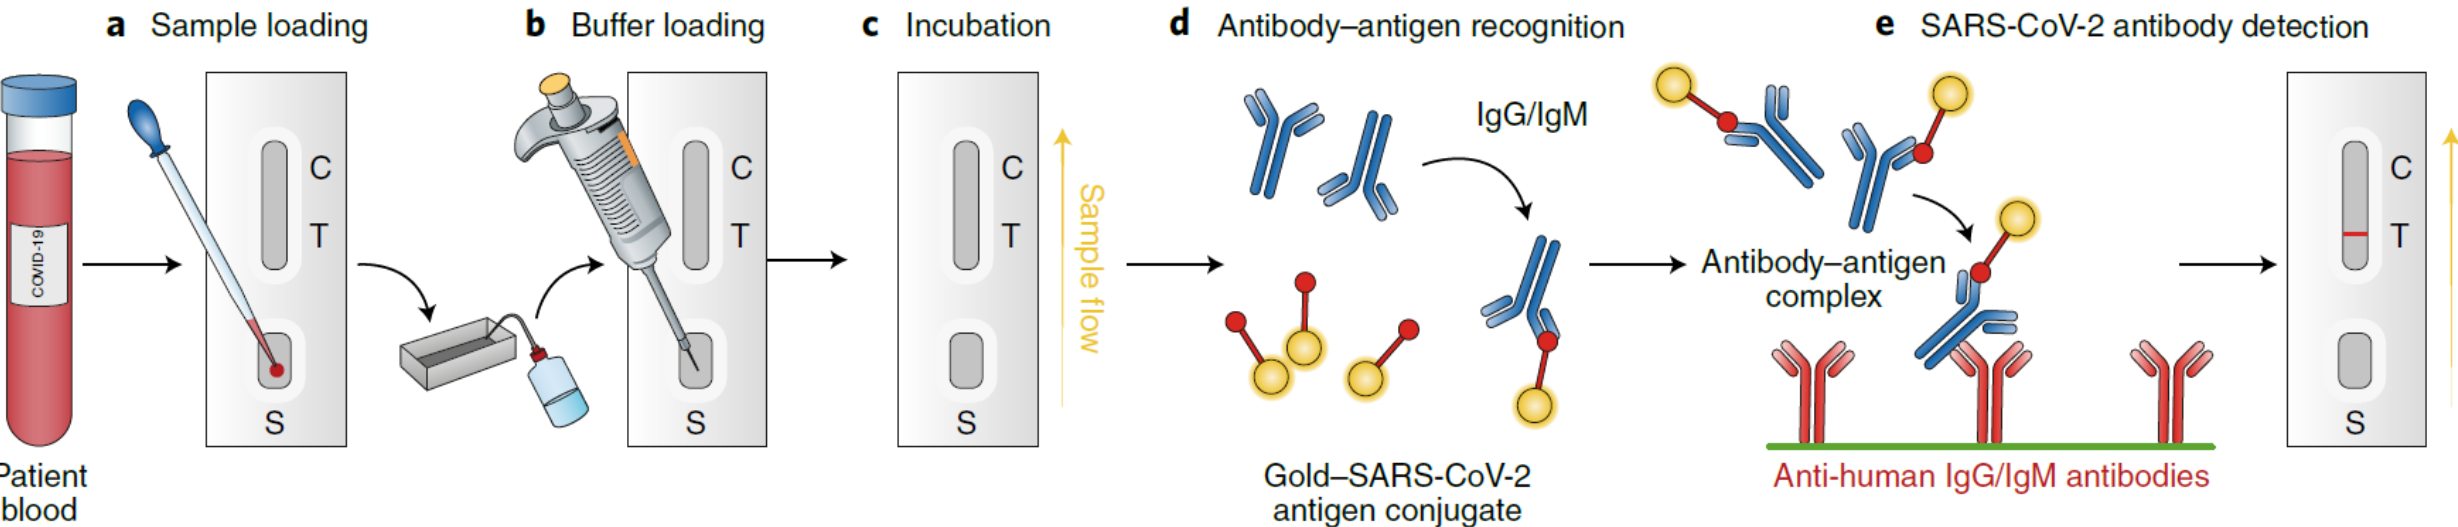 a Sample loading
b Buffer loading
c Incubation
d Antibody–antigen recognition
e SARS-CoV-2 antibody detection
COVID-19
Patient
blood
C
T
S
C
T
S
C
T
S
Sample flow
IgG/IgM
Gold–SARS-CoV-2
antigen conjugate
Antibody–antigen
complex
Anti-human IgG/IgM antibodies
C
T
S